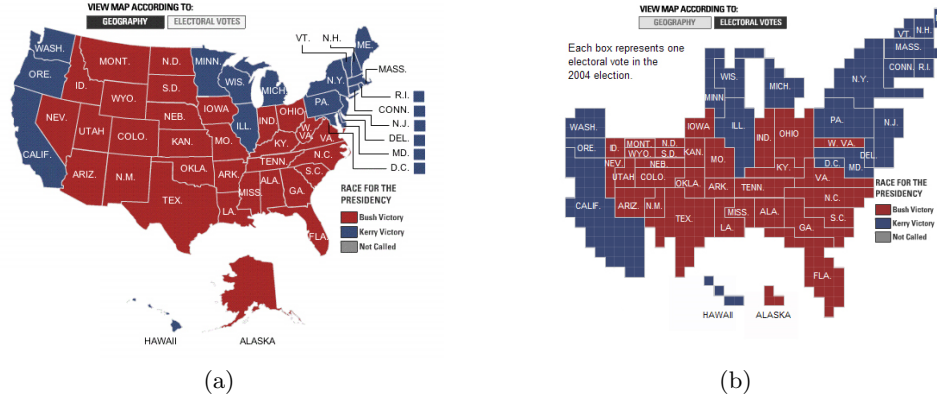 VIEW MAP ACCORDING TO:
GEOGRAPHY ELECTORAL VOTES
VT. N.H. ME.
WASH. MONT. N.D. MINN.
MASS.
ORE. ID. S.D. WIS. MICH. N.Y.
R.I.
WYO. IOWA PA. CONN.
NEV. NEB. OHIO N.J.
UTAH COLO. ILL. IND. W. VA. VA. DEL.
CALIF. KAN. MO. KY. MD.
N.C. D.C.
ARIZ. N.M. OKLA. ARK. TENN. S.C.
MISS. ALA. GA.
TEX. LA.
FLA.
RACE FOR THE
PRESIDENCY
Bush Victory
Kerry Victory
Not Called
HAWAII ALASKA
(a)
VIEW MAP ACCORDING TO:
GEOGRAPHY ELECTORAL VOTES
Each box represents one
electoral vote in the
2004 election.
VT. N.H.
MASS.
WIS. CONN. R.I.
MICH. N.Y.
MINN.
WASH. IOWA ILL. IND. OHIO PA. N.J.
ORE. ID. MONT. N.D. W. VA.
WYO. S.D. KAN. MO. DEL.
NEV. NEB. KY. D.C. MD.
UTAH COLO. OKLA. ARK. TENN. VA.
CALIF. ARIZ. N.M. N.C.
TEX. MISS. ALA. S.C.
LA. GA.
FLA.
RACE FOR THE
PRESIDENCY
Bush Victory
Kerry Victory
Not Called
HAWAII ALASKA
(b)